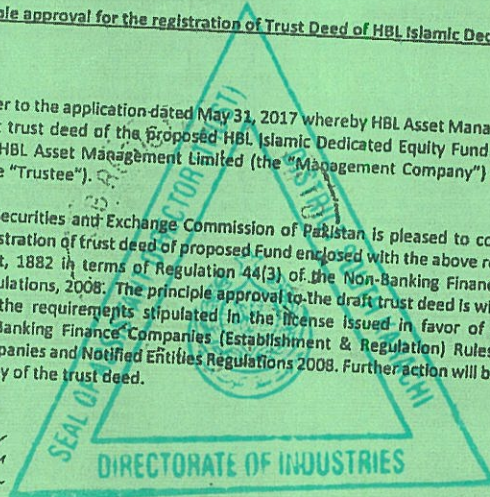 ple approval for the registration of Trust Deed of HBL Islamic Ded
er to the application dated May 31, 2017 whereby HBL Asset Mana
t trust deed of the proposed HBL Islamic Dedicated Equity Fund
HBL Asset Management Limited (the "Management Company")
e "Trustee").
ecurities and Exchange Commission of Pakistan is pleased to co
stration of trust deed of proposed Fund enclosed with the above re
t, 1882 in terms of Regulation 44(3) of the Non-Banking Finan
ulations, 2008. The principle approval to the draft trust deed is wi
the requirements stipulated in the license issued in favor of
Banking Finance Companies (Establishment & Regulation) Rules
panies and Notified Entities Regulations 2008. Further action will b
y of the trust deed.
SEAL OF
DIRECTOR
DIRECTORATE OF INDUSTRIES